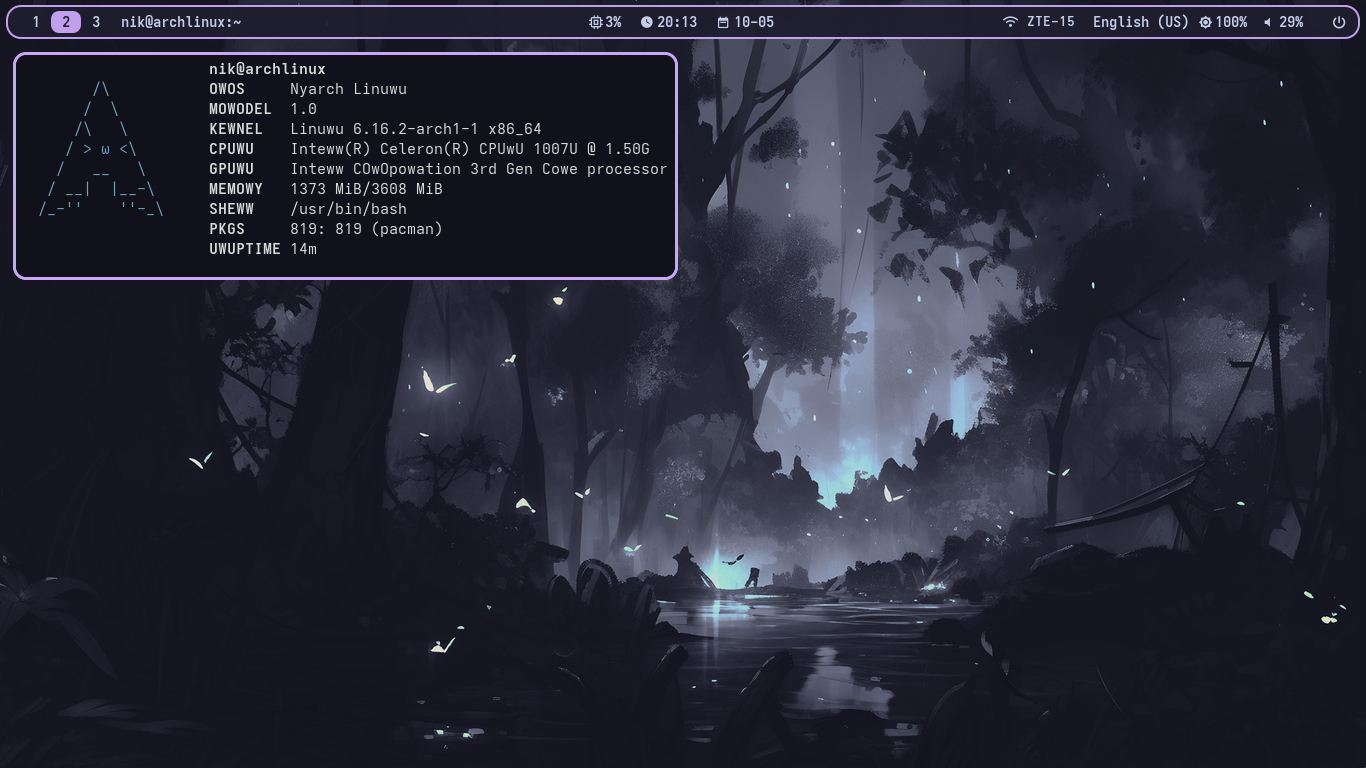 1 2 3 nik@archlinux:~ 3% 20:13 10-05 ZTE-15 English (US) 100% 29%
nik@archlinux
OWOS Nyarch Linuwu
MOWODEL 1.0
KEWNEL Linuwu 6.16.2-arch1-1 x86_64
CPUWU Inteww(R) Celeron(R) CPUwU 1007U @ 1.50G
GPUWU Inteww COwOpowation 3rd Gen Cowe processor
MEMOWY 1373 MiB/3608 MiB
SHEWW /usr/bin/bash
PKGS 819: 819 (pacman)
UWUPTIME 14m